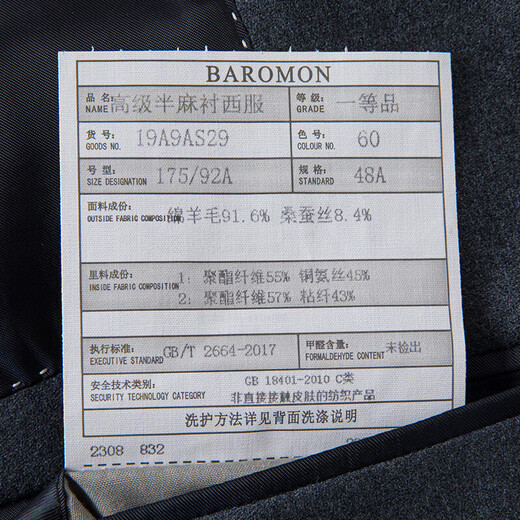 BAROMON
品名: 高级半麻衬西服 等级: 一等品
NAME GRADE
货号: 19A9AS29 色号: 60
GOODS NO. COLOUR NO.
号型: 175/92A 规格: 48A
SIZE DESIGNATION STANDARD
面料成份: 绵羊毛91.6% 桑蚕丝8.4%
OUTSIDE FABRIC COMPOSITION
里料成份: 1: 聚酯纤维55% 铜氨丝45%
INSIDE FABRIC COMPOSITION 2: 聚酯纤维57% 粘纤43%
执行标准: GB/T 2664-2017 甲醛含量: 未检出
EXECUTIVE STANDARD FORMALDEHYDE CONTENT
安全技术类别: GB 18401-2010 C类
SECURITY TECHNOLOGY CATEGORY 非直接接触皮肤的纺织产品
洗护方法详见背面洗涤说明
2308 832